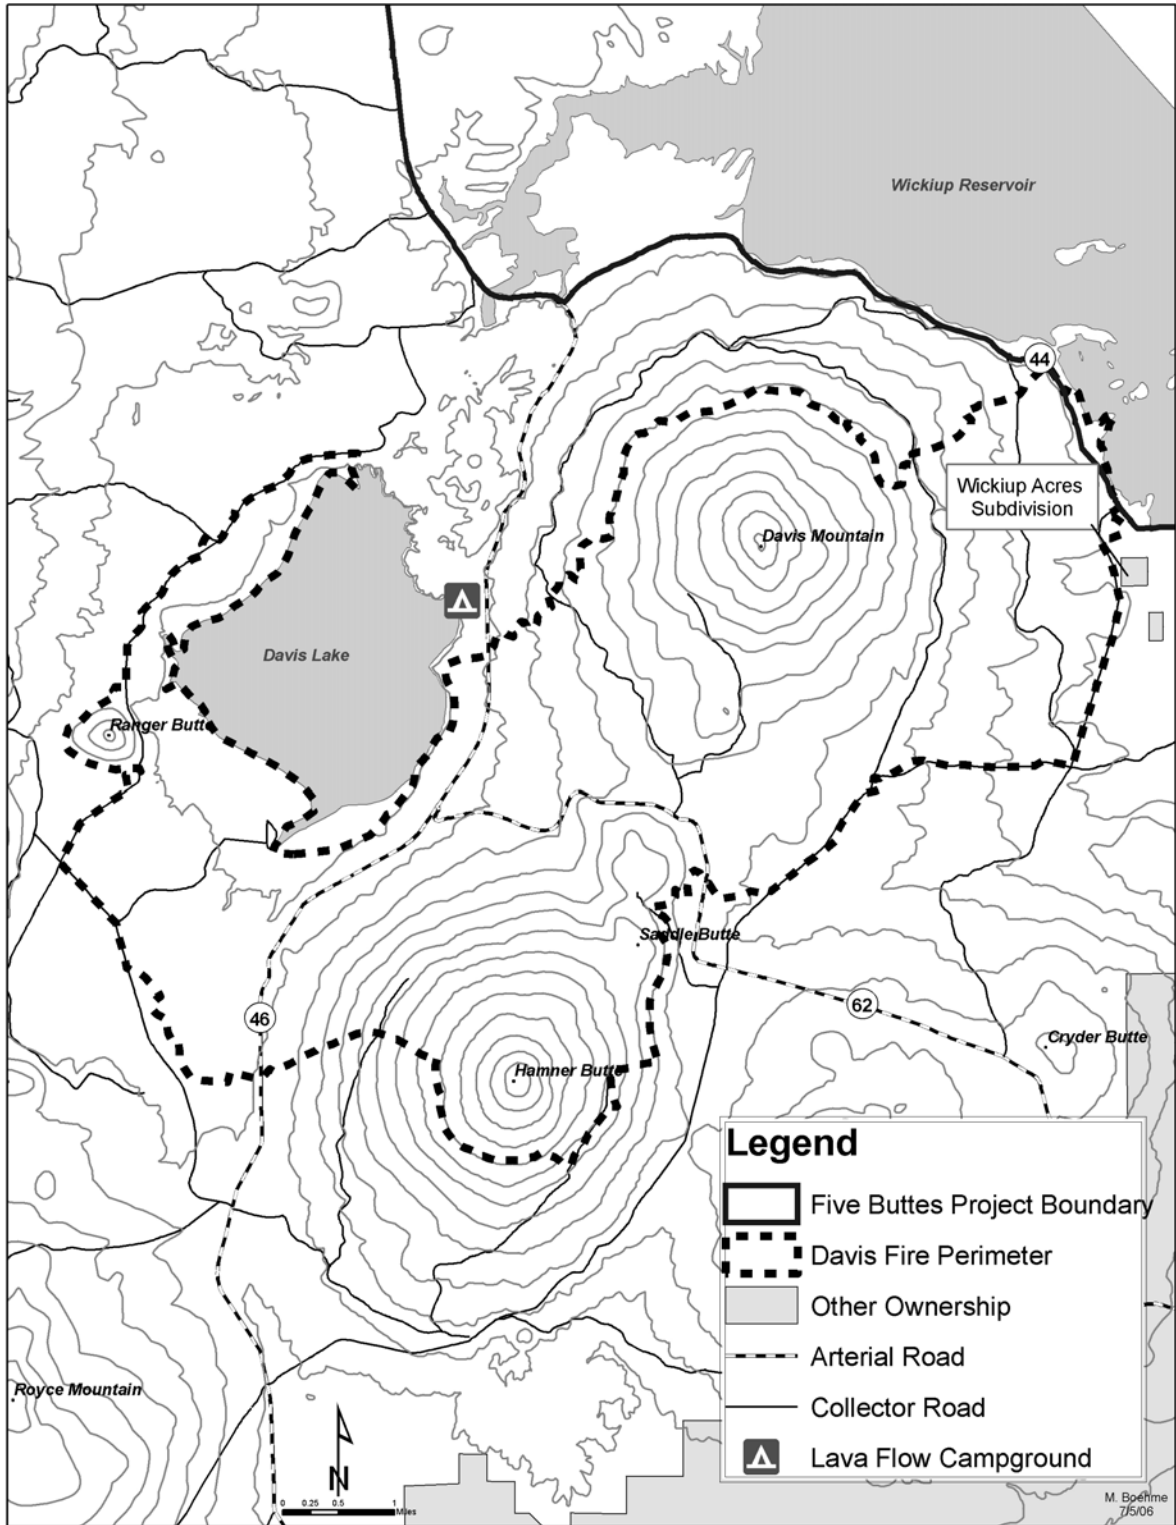 Wickiup Reservoir
44
Wickiup Acres
Subdivision
Davis Mountain
Davis Lake
Ranger Butte
Saddle Butte
46
62
Cryder Butte
Hamner Butte
Legend
Five Buttes Project Boundary
Davis Fire Perimeter
Other Ownership
Arterial Road
Collector Road
Lava Flow Campground
Royce Mountain
N
0 0.25 0.5 1
Miles
M. Boehme
7/5/06